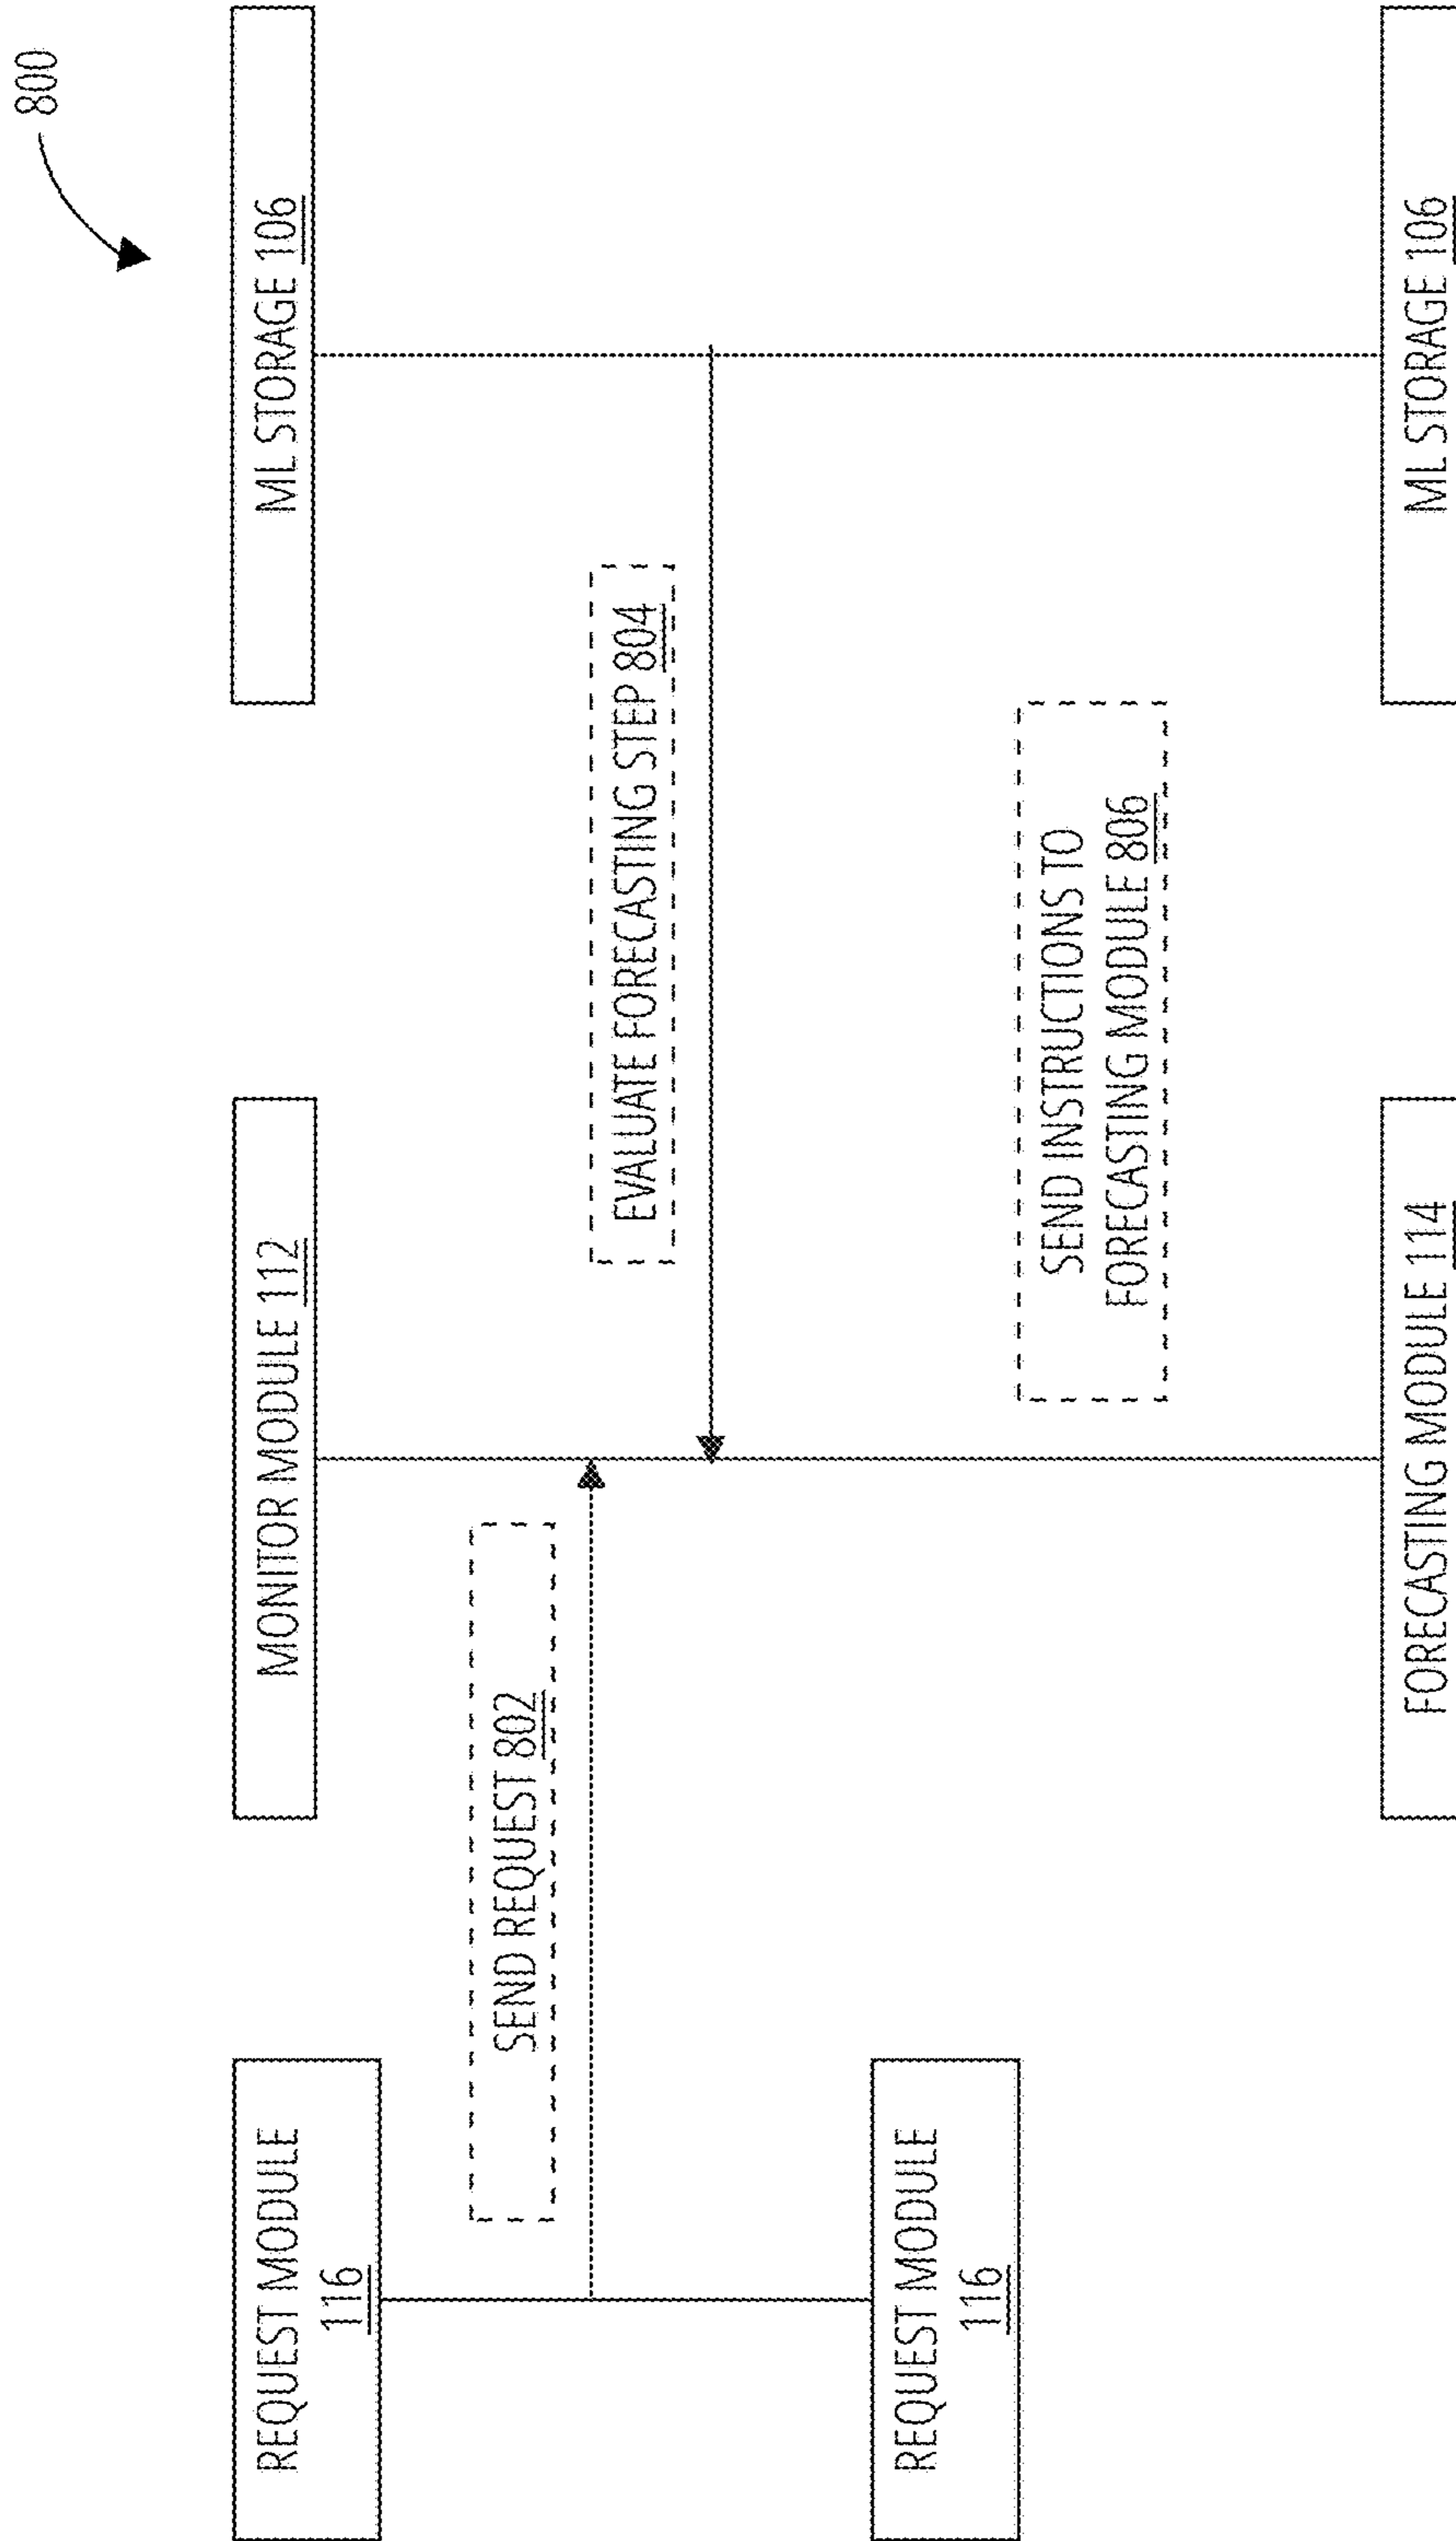 800
REQUEST MODULE
116
MONITOR MODULE 112
ML STORAGE 106
SEND REQUEST 802
EVALUATE FORECASTING STEP 804
REQUEST MODULE
116
SEND INSTRUCTIONS TO
FORECASTING MODULE 806
FORECASTING MODULE 114
ML STORAGE 106